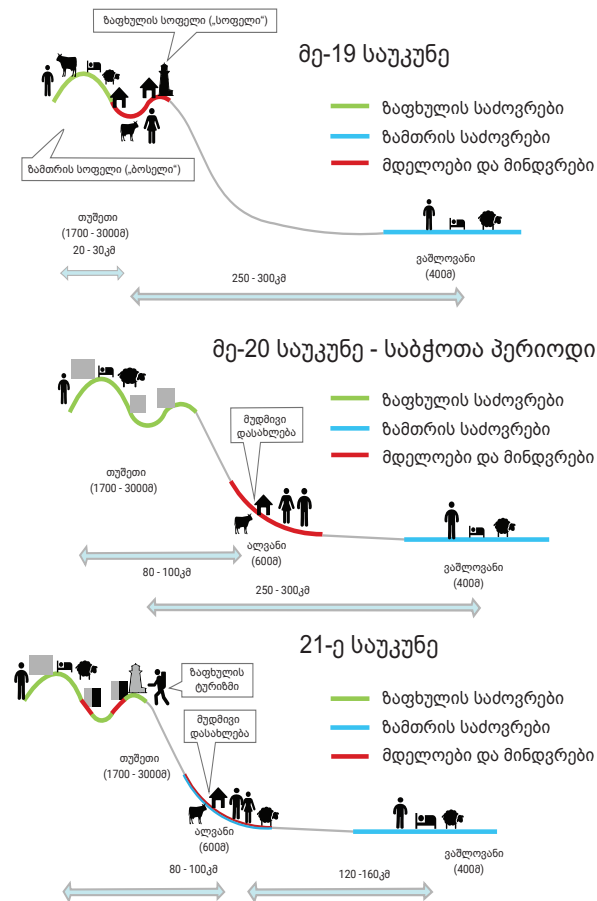 ზაფხულის სოფელი („სოფელი“)
მე-19 საუკუნე
ზაფხულის საძოვრები
ზამთრის საძოვრები
მდელოები და მინდვრები
ზამთრის სოფელი („ბოსელი“)
თუშეთი
(1700 - 3000მ)
20 - 30კმ
ვაშლოვანი
(400მ)
250 - 300კმ
მე-20 საუკუნე - საბჭოთა პერიოდი
ზაფხულის საძოვრები
ზამთრის საძოვრები
მდელოები და მინდვრები
მუდმივი
დასახლება
თუშეთი
(1700 - 3000მ)
ალვანი
(600მ)
ვაშლოვანი
(400მ)
80 - 100კმ
250 - 300კმ
21-ე საუკუნე
ზაფხულის
ტურიზმი
ზაფხულის საძოვრები
ზამთრის საძოვრები
მდელოები და მინდვრები
მუდმივი
დასახლება
თუშეთი
(1700 - 3000მ)
ალვანი
(600მ)
ვაშლოვანი
(400მ)
80 - 100კმ
120 -160კმ